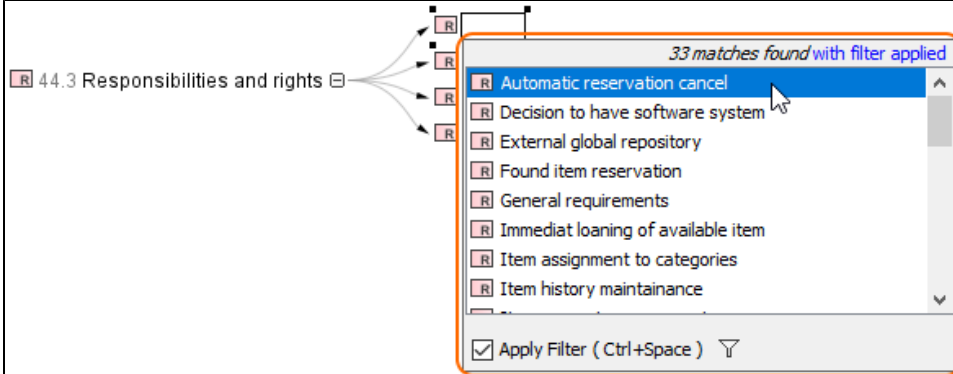 33 matches found with filter applied
R 44.3 Responsibilities and rights
R
R
R
R
R Automatic reservation cancel
R Decision to have software system
R External global repository
R Found item reservation
R General requirements
R Immediat loaning of available item
R Item assignment to categories
R Item history maintainance
Apply Filter ( Ctrl+Space )